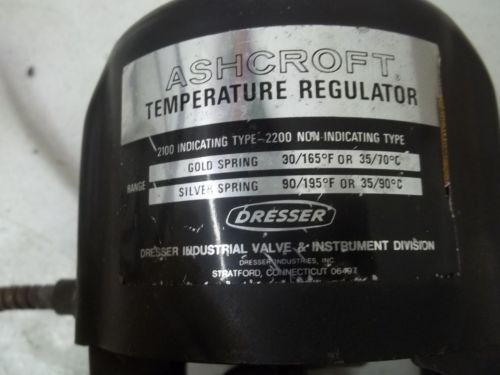 ASHCROFT
TEMPERATURE REGULATOR
2100 INDICATING TYPE-2200 NON INDICATING TYPE
GOLD SPRING 30/165°F OR 35/70°C
RANGE
SILVER SPRING 90/195°F OR 35/90°C
DRESSER
DRESSER INDUSTRIAL VALVE & INSTRUMENT DIVISION
DRESSER INDUSTRIES, INC.
STRATFORD, CONNECTICUT 06497